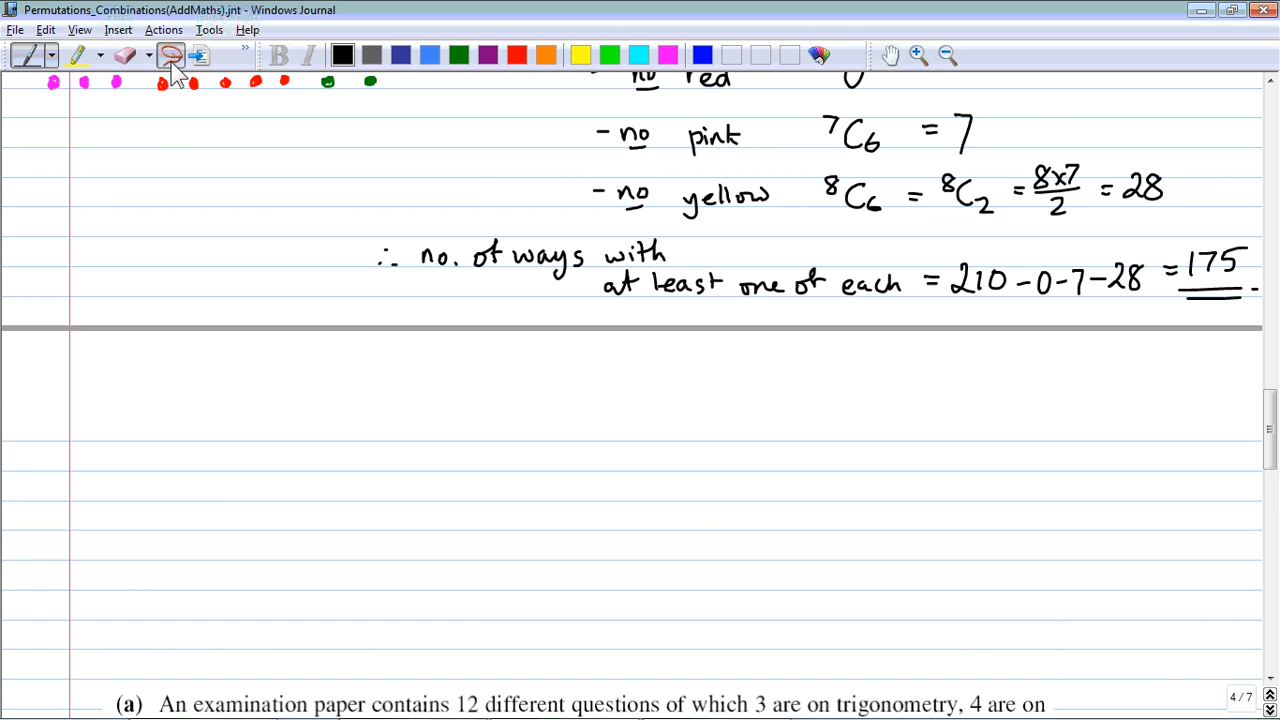 Permutations_Combinations(AddMaths).jnt - Windows Journal
File Edit View Insert Actions Tools Help
B I
- no red 0
- no pink ⁷C₆ = 7
- no yellow ⁸C₆ = ⁸C₂ = 8x7/2 = 28
∴ no. of ways with
at least one of each = 210 - 0 - 7 - 28 = 175
4 / 7
(a) An examination paper contains 12 different questions of which 3 are on trigonometry, 4 are on